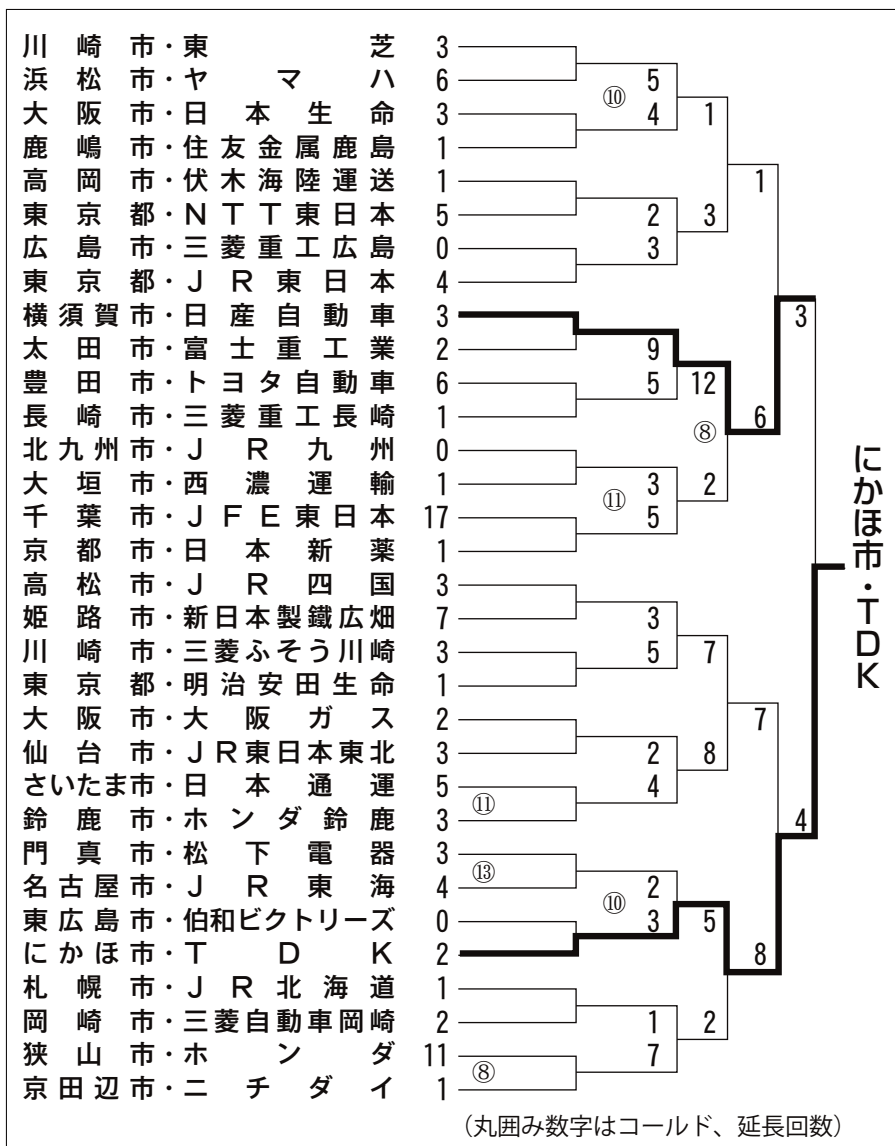 川崎市・東芝 3
浜松市・ヤマハ 6
大阪市・日本生命 3
鹿嶋市・住友金属鹿島 1
高岡市・伏木海陸運送 1
東京都・NTT東日本 5
広島市・三菱重工広島 0
東京都・JR東日本 4
横須賀市・日産自動車 3
太田市・富士重工業 2
豊田市・トヨタ自動車 6
長崎市・三菱重工長崎 1
北九州市・JR九州 0
大垣市・西濃運輸 1
千葉市・JFE東日本 17
京都市・日本新薬 1
高松市・JR四国 3
姫路市・新日本製鐵広畑 7
川崎市・三菱ふそう川崎 3
東京都・明治安田生命 1
大阪市・大阪ガス 2
仙台市・JR東日本東北 3
さいたま市・日本通運 5
鈴鹿市・ホンダ鈴鹿 3
門真市・松下電器 3
名古屋市・JR東海 4
東広島市・伯和ビクトリーズ 0
にかほ市・TDK 2
札幌市・JR北海道 1
岡崎市・三菱自動車岡崎 2
狭山市・ホンダ 11
京田辺市・ニチダイ 1
⑪
⑬
⑧
⑩
5
4
2
3
9
5
⑪
3
5
3
5
2
4
⑩
2
3
1
7
1
3
12
⑧
2
7
8
5
2
1
6
7
8
3
4
にかほ市・TDK
(丸囲み数字はコールド、延長回数)